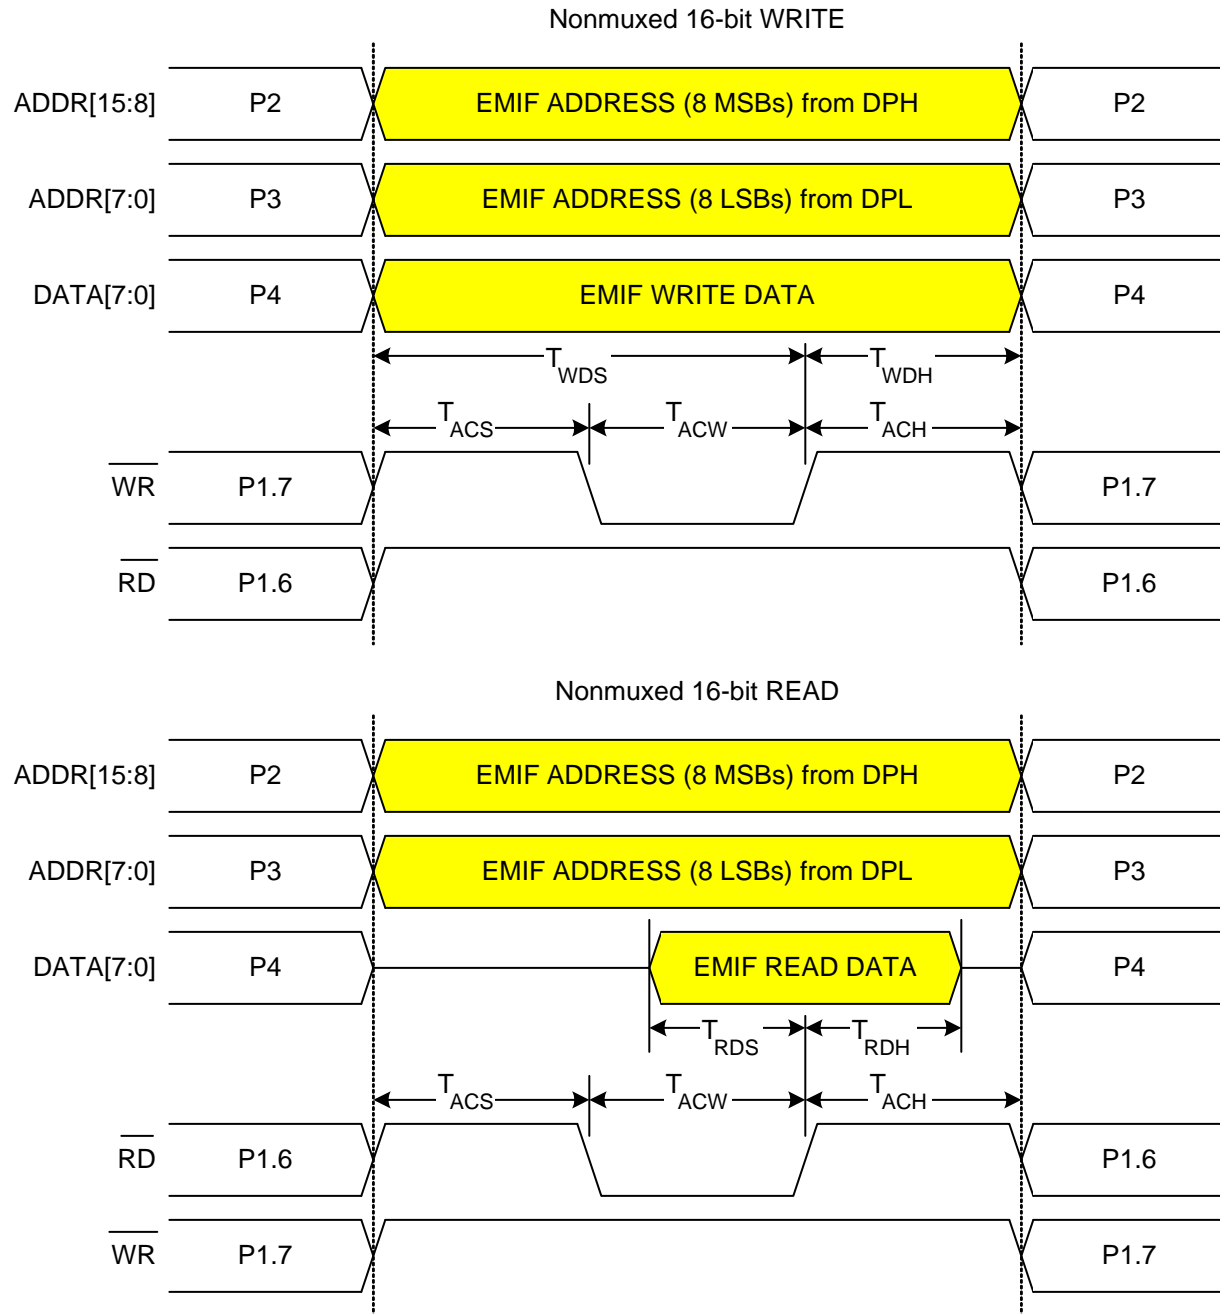 Nonmuxed 16-bit WRITE
ADDR[15:8] P2 EMIF ADDRESS (8 MSBs) from DPH P2
ADDR[7:0] P3 EMIF ADDRESS (8 LSBs) from DPL P3
DATA[7:0] P4 EMIF WRITE DATA P4
TWDS TWDH
TACS TACW TACH
WR P1.7 P1.7
RD P1.6 P1.6
Nonmuxed 16-bit READ
ADDR[15:8] P2 EMIF ADDRESS (8 MSBs) from DPH P2
ADDR[7:0] P3 EMIF ADDRESS (8 LSBs) from DPL P3
DATA[7:0] P4 EMIF READ DATA P4
TRDS TRDH
TACS TACW TACH
RD P1.6 P1.6
WR P1.7 P1.7